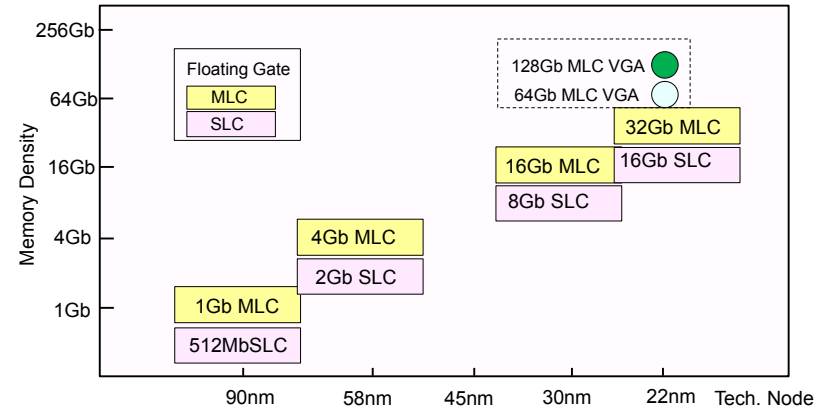 256Gb
64Gb
16Gb
4Gb
1Gb
Memory Density
Floating Gate
MLC
SLC
128Gb MLC VGA
64Gb MLC VGA
32Gb MLC
16Gb SLC
16Gb MLC
8Gb SLC
4Gb MLC
2Gb SLC
1Gb MLC
512MbSLC
90nm
58nm
45nm
30nm
22nm
Tech. Node